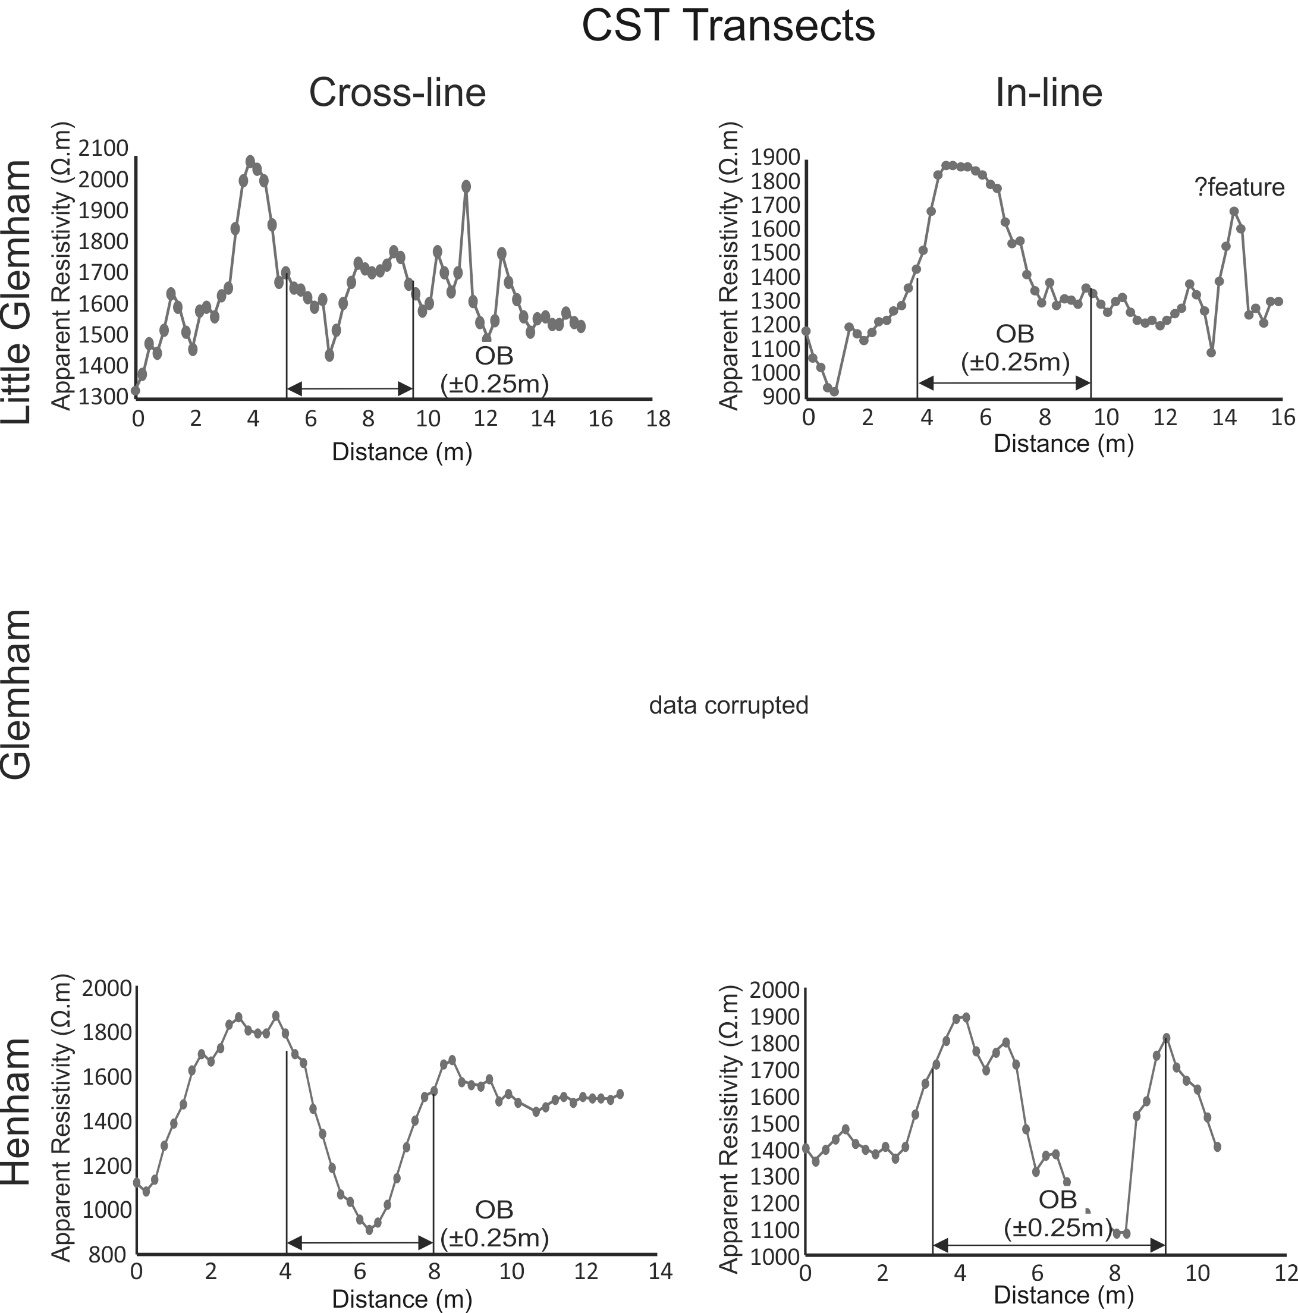 CST Transects
Cross-line
In-line
Little Glemham
Apparent Resistivity (Ω.m)
2100
2000
1900
1800
1700
1600
1500
1400
1300
OB
(±0.25m)
0 2 4 6 8 10 12 14 16 18
Distance (m)
Apparent Resistivity (Ω.m)
1900
1800
1700
1600
1500
1400
1300
1200
1100
1000
900
?feature
OB
(±0.25m)
0 2 4 6 8 10 12 14 16
Distance (m)
Glemham
data corrupted
Henham
Apparent Resistivity (Ω.m)
2000
1800
1600
1400
1200
1000
800
OB
(±0.25m)
0 2 4 6 8 10 12 14
Distance (m)
Apparent Resistivity (Ω.m)
2000
1900
1800
1700
1600
1500
1400
1300
1200
1100
1000
OB
(±0.25m)
0 2 4 6 8 10 12
Distance (m)